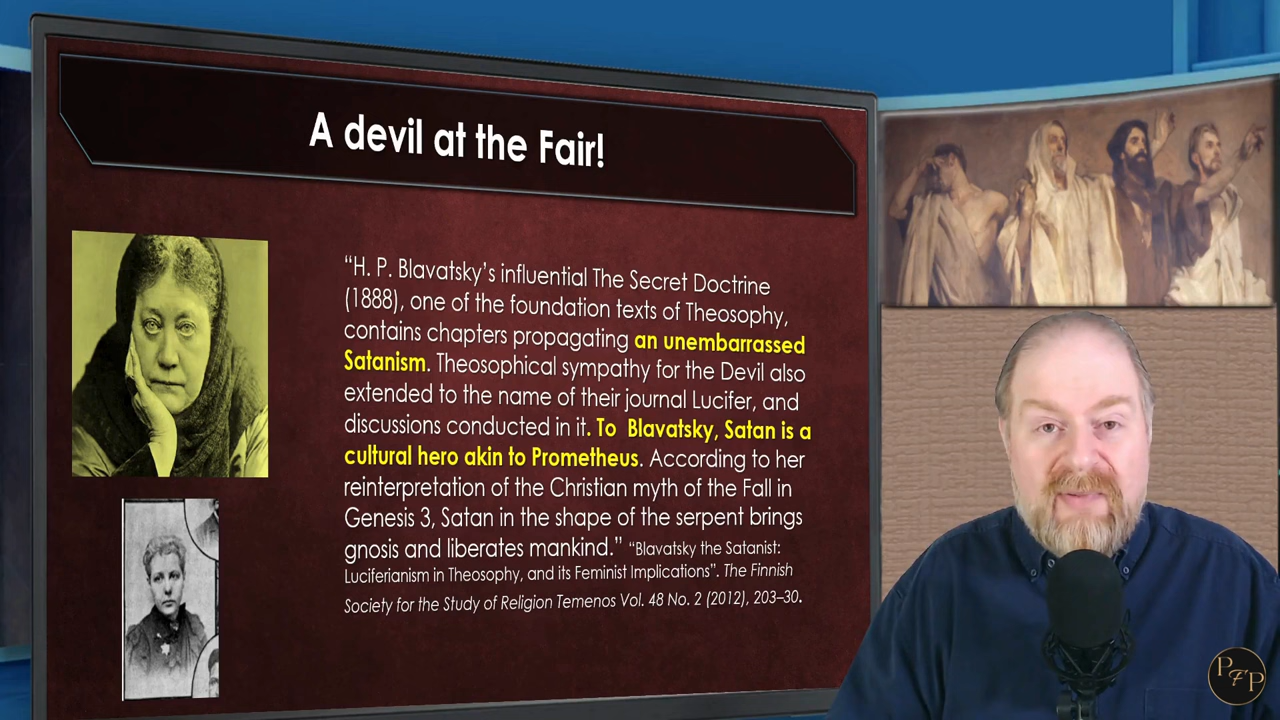 A devil at the Fair!
“H. P. Blavatsky’s influential The Secret Doctrine
(1888), one of the foundation texts of Theosophy,
contains chapters propagating an unembarrassed
Satanism. Theosophical sympathy for the Devil also
extended to the name of their journal Lucifer, and
discussions conducted in it. To Blavatsky, Satan is a
cultural hero akin to Prometheus. According to her
reinterpretation of the Christian myth of the Fall in
Genesis 3, Satan in the shape of the serpent brings
gnosis and liberates mankind.” “Blavatsky the Satanist:
Luciferianism in Theosophy, and its Feminist Implications”. The Finnish
Society for the Study of Religion Temenos Vol. 48 No. 2 (2012), 203–30.
PFP